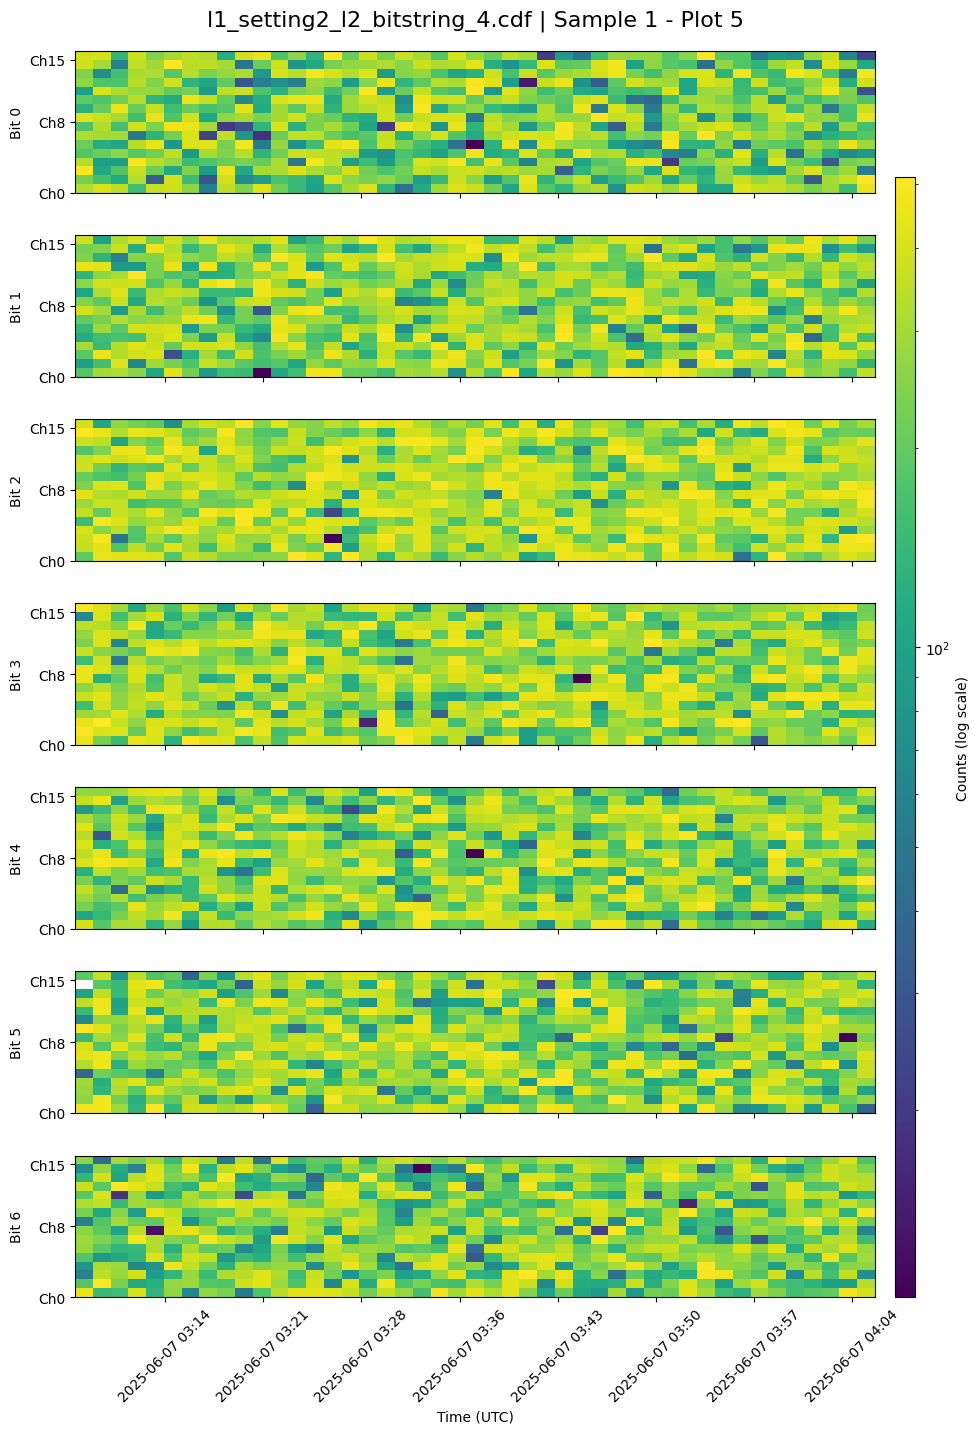 l1_setting2_l2_bitstring_4.cdf | Sample 1 - Plot 5
Ch15
Ch8
Ch0
Bit 0
Ch15
Ch8
Ch0
Bit 1
Ch15
Ch8
Ch0
Bit 2
Ch15
Ch8
Ch0
Bit 3
Ch15
Ch8
Ch0
Bit 4
Ch15
Ch8
Ch0
Bit 5
Ch15
Ch8
Ch0
Bit 6
2025-06-07 03:14
2025-06-07 03:21
2025-06-07 03:28
2025-06-07 03:36
2025-06-07 03:43
2025-06-07 03:50
2025-06-07 03:57
2025-06-07 04:04
Time (UTC)
10²
Counts (log scale)